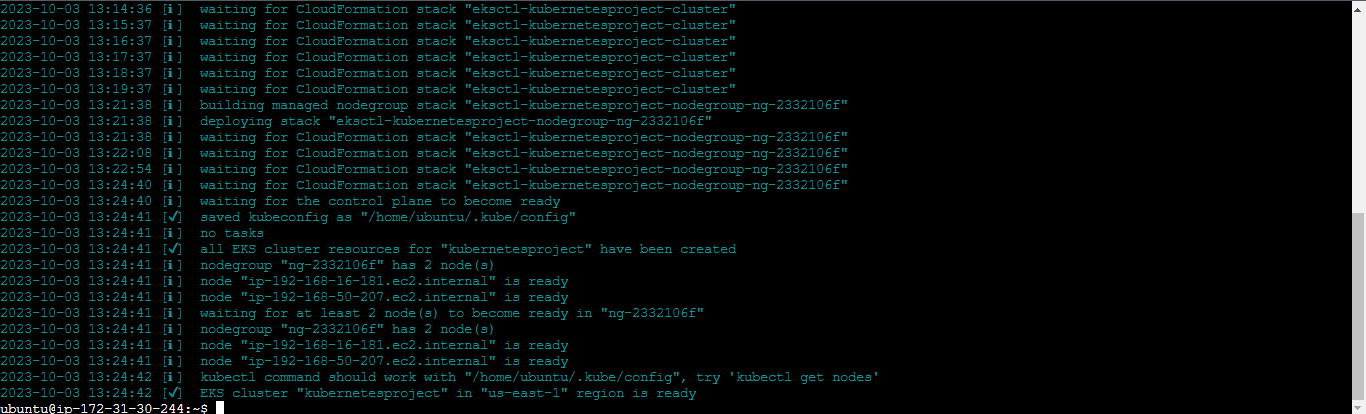 2023-10-03 13:14:36 [ℹ]  waiting for CloudFormation stack "eksctl-kubernetesproject-cluster"
2023-10-03 13:15:37 [ℹ]  waiting for CloudFormation stack "eksctl-kubernetesproject-cluster"
2023-10-03 13:16:37 [ℹ]  waiting for CloudFormation stack "eksctl-kubernetesproject-cluster"
2023-10-03 13:17:37 [ℹ]  waiting for CloudFormation stack "eksctl-kubernetesproject-cluster"
2023-10-03 13:18:37 [ℹ]  waiting for CloudFormation stack "eksctl-kubernetesproject-cluster"
2023-10-03 13:19:37 [ℹ]  waiting for CloudFormation stack "eksctl-kubernetesproject-cluster"
2023-10-03 13:21:38 [ℹ]  building managed nodegroup stack "eksctl-kubernetesproject-nodegroup-ng-2332106f"
2023-10-03 13:21:38 [ℹ]  deploying stack "eksctl-kubernetesproject-nodegroup-ng-2332106f"
2023-10-03 13:21:38 [ℹ]  waiting for CloudFormation stack "eksctl-kubernetesproject-nodegroup-ng-2332106f"
2023-10-03 13:22:08 [ℹ]  waiting for CloudFormation stack "eksctl-kubernetesproject-nodegroup-ng-2332106f"
2023-10-03 13:22:54 [ℹ]  waiting for CloudFormation stack "eksctl-kubernetesproject-nodegroup-ng-2332106f"
2023-10-03 13:24:40 [ℹ]  waiting for CloudFormation stack "eksctl-kubernetesproject-nodegroup-ng-2332106f"
2023-10-03 13:24:40 [ℹ]  waiting for the control plane to become ready
2023-10-03 13:24:41 [✔]  saved kubeconfig as "/home/ubuntu/.kube/config"
2023-10-03 13:24:41 [ℹ]  no tasks
2023-10-03 13:24:41 [✔]  all EKS cluster resources for "kubernetesproject" have been created
2023-10-03 13:24:41 [ℹ]  nodegroup "ng-2332106f" has 2 node(s)
2023-10-03 13:24:41 [ℹ]  node "ip-192-168-16-181.ec2.internal" is ready
2023-10-03 13:24:41 [ℹ]  node "ip-192-168-50-207.ec2.internal" is ready
2023-10-03 13:24:41 [ℹ]  waiting for at least 2 node(s) to become ready in "ng-2332106f"
2023-10-03 13:24:41 [ℹ]  nodegroup "ng-2332106f" has 2 node(s)
2023-10-03 13:24:41 [ℹ]  node "ip-192-168-16-181.ec2.internal" is ready
2023-10-03 13:24:41 [ℹ]  node "ip-192-168-50-207.ec2.internal" is ready
2023-10-03 13:24:42 [ℹ]  kubectl command should work with "/home/ubuntu/.kube/config", try 'kubectl get nodes'
2023-10-03 13:24:42 [✔]  EKS cluster "kubernetesproject" in "us-east-1" region is ready
ubuntu@ip-172-31-30-244:~$